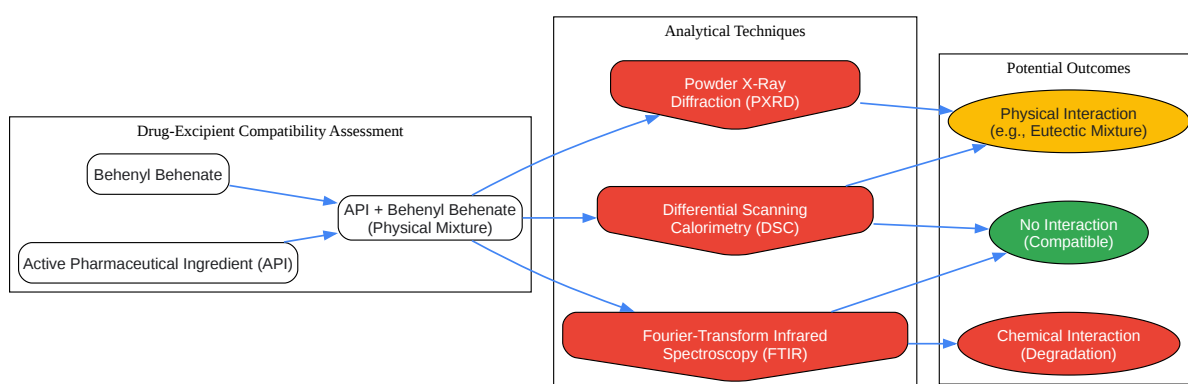 Drug-Excipient Compatibility Assessment
Behenyl Behenate
Active Pharmaceutical Ingredient (API)
API + Behenyl Behenate
(Physical Mixture)
Analytical Techniques
Powder X-Ray
Diffraction (PXRD)
Differential Scanning
Calorimetry (DSC)
Fourier-Transform Infrared
Spectroscopy (FTIR)
Potential Outcomes
Physical Interaction
(e.g., Eutectic Mixture)
No Interaction
(Compatible)
Chemical Interaction
(Degradation)